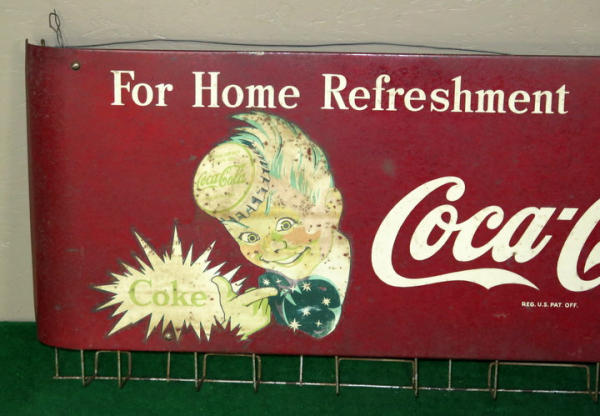 For Home Refreshment
Coca-Cola
Coke
Coca-C
REG. U.S. PAT. OFF.